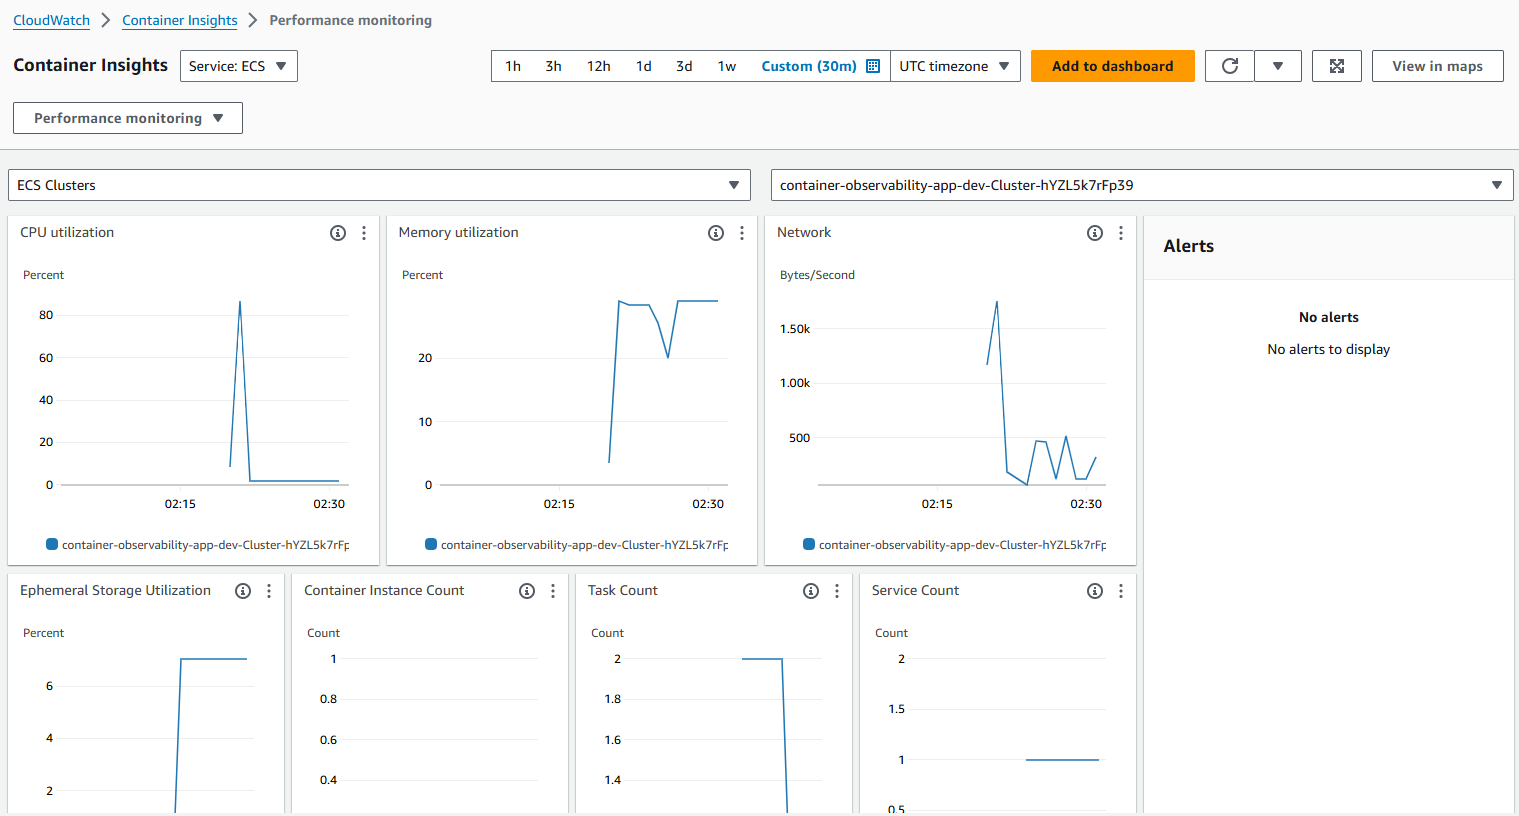 CloudWatch > Container Insights > Performance monitoring
Container Insights Service: ECS 1h 3h 12h 1d 3d 1w Custom (30m) UTC timezone Add to dashboard View in maps
Performance monitoring
ECS Clusters container-observability-app-dev-Cluster-hYZL5k7rFp39
CPU utilization
Percent
80
60
40
20
0
02:15 02:30
container-observability-app-dev-Cluster-hYZL5k7rFp
Memory utilization
Percent
20
10
0
02:15 02:30
container-observability-app-dev-Cluster-hYZL5k7rFp
Network
Bytes/Second
1.50k
1.00k
500
02:15 02:30
container-observability-app-dev-Cluster-hYZL5k7rFp
Alerts
No alerts
No alerts to display
Ephemeral Storage Utilization
Percent
6
4
2
Container Instance Count
Count
1
0.8
0.6
0.4
Task Count
Count
2
1.8
1.6
1.4
Service Count
Count
2
1.5
1
0.5